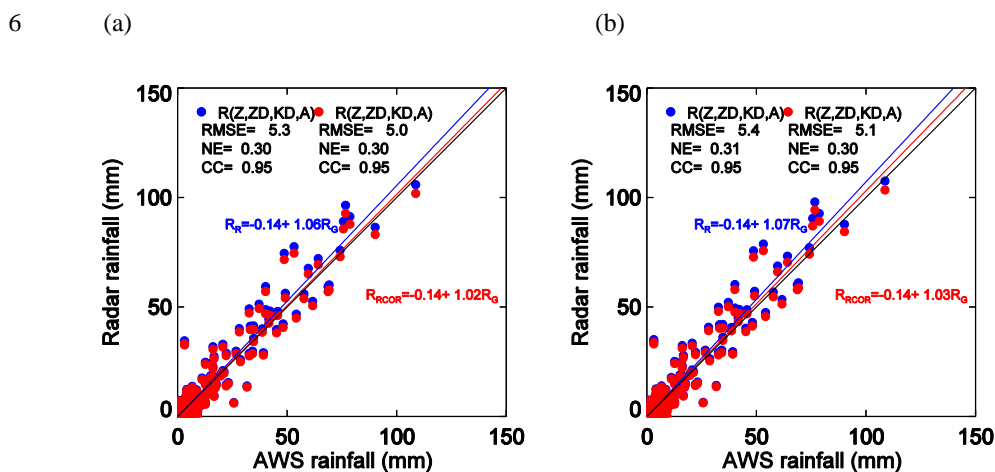 6 (a) (b)
150 150
R(Z,ZD,KD,A) R(Z,ZD,KD,A) R(Z,ZD,KD,A) R(Z,ZD,KD,A)
RMSE= 5.3 RMSE= 5.0 RMSE= 5.4 RMSE= 5.1
NE= 0.30 NE= 0.30 NE= 0.31 NE= 0.30
CC= 0.95 CC= 0.95 CC= 0.95 CC= 0.95
100 100
R_R=-0.14+ 1.06R_G R_R=-0.14+ 1.07R_G
Radar rainfall (mm) Radar rainfall (mm)
R_RCOR=-0.14+ 1.02R_G R_RCOR=-0.14+ 1.03R_G
50 50
0 0
0 50 100 150 0 50 100 150
AWS rainfall (mm) AWS rainfall (mm)